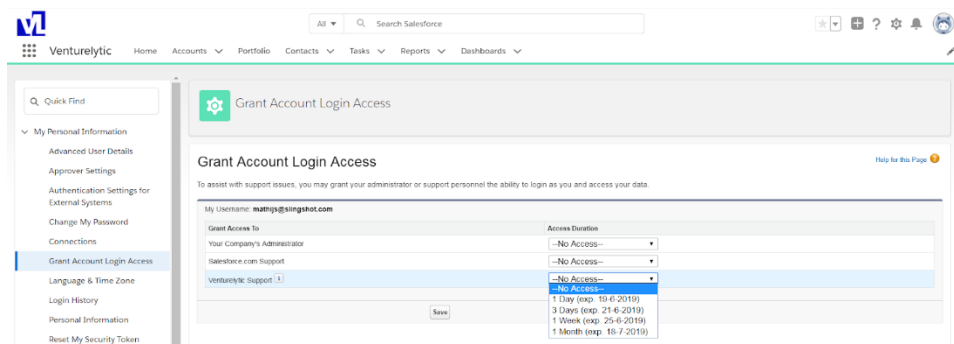 VL
All
Search Salesforce
Venturelytic
Home
Accounts
Portfolio
Contacts
Tasks
Reports
Dashboards
Quick Find
My Personal Information
Advanced User Details
Approver Settings
Authentication Settings for
External Systems
Change My Password
Connections
Grant Account Login Access
Language & Time Zone
Login History
Personal Information
Reset My Security Token
Grant Account Login Access
Grant Account Login Access
Help for this Page
To assist with support issues, you may grant your administrator or support personnel the ability to login as you and access your data.
My Username: mathijs@slingshot.com
Grant Access To Access Duration
Your Company's Administrator --No Access--
Salesforce.com Support --No Access--
Venturelytic Support i --No Access--
--No Access--
1 Day (exp. 19-6-2019)
3 Days (exp. 21-6-2019)
1 Week (exp. 25-6-2019)
1 Month (exp. 18-7-2019)
Save